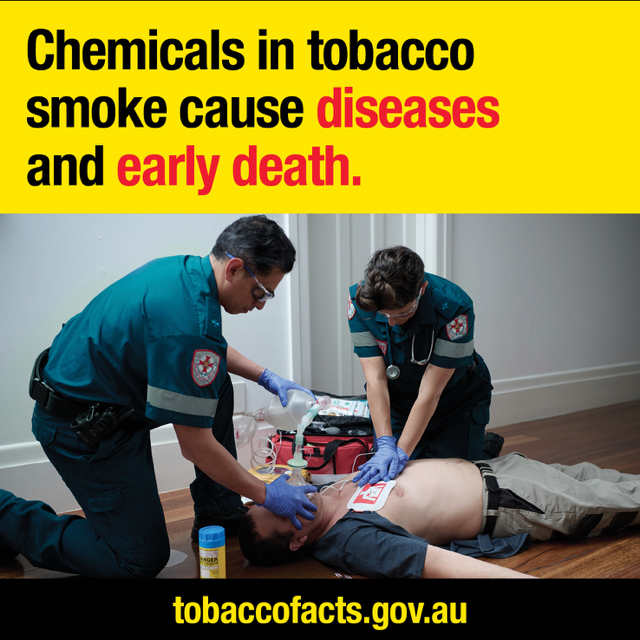 Chemicals in tobacco
smoke cause diseases
and early death.
tobaccofacts.gov.au